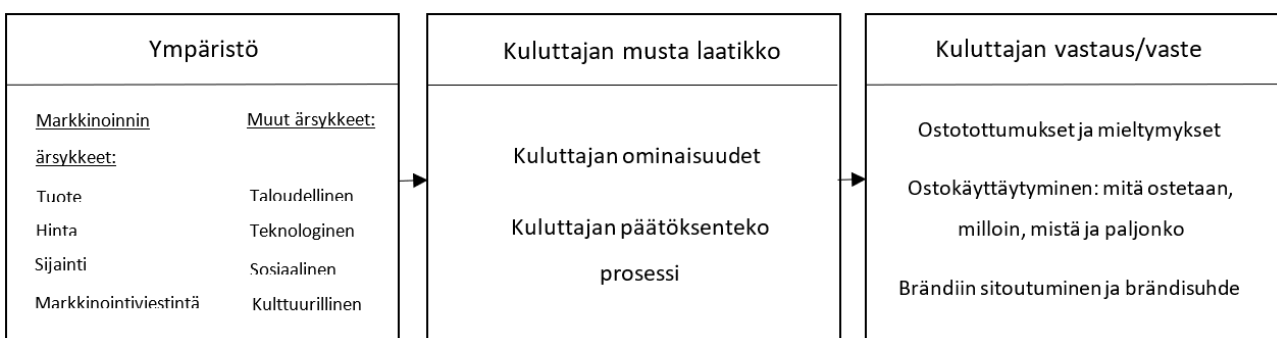 Ympäristö
Markkinoinnin
ärsykkeet:
Tuote
Hinta
Sijainti
Markkinointiviestintä
Muut ärsykkeet:
Taloudellinen
Teknologinen
Sosiaalinen
Kulttuurillinen
Kuluttajan musta laatikko
Kuluttajan ominaisuudet
Kuluttajan päätöksenteko
prosessi
Kuluttajan vastaus/vaste
Ostotottumukset ja mieltymykset
Ostokäyttäytyminen: mitä ostetaan,
milloin, mistä ja paljonko
Brändiin sitoutuminen ja brändisuhde